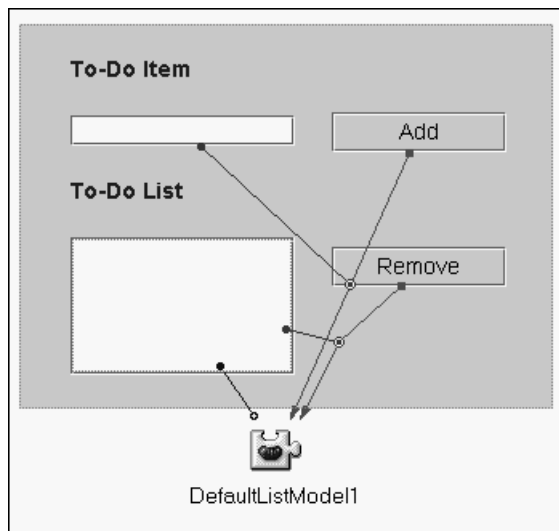 To-Do Item
Add
To-Do List
Remove
DefaultListModel1